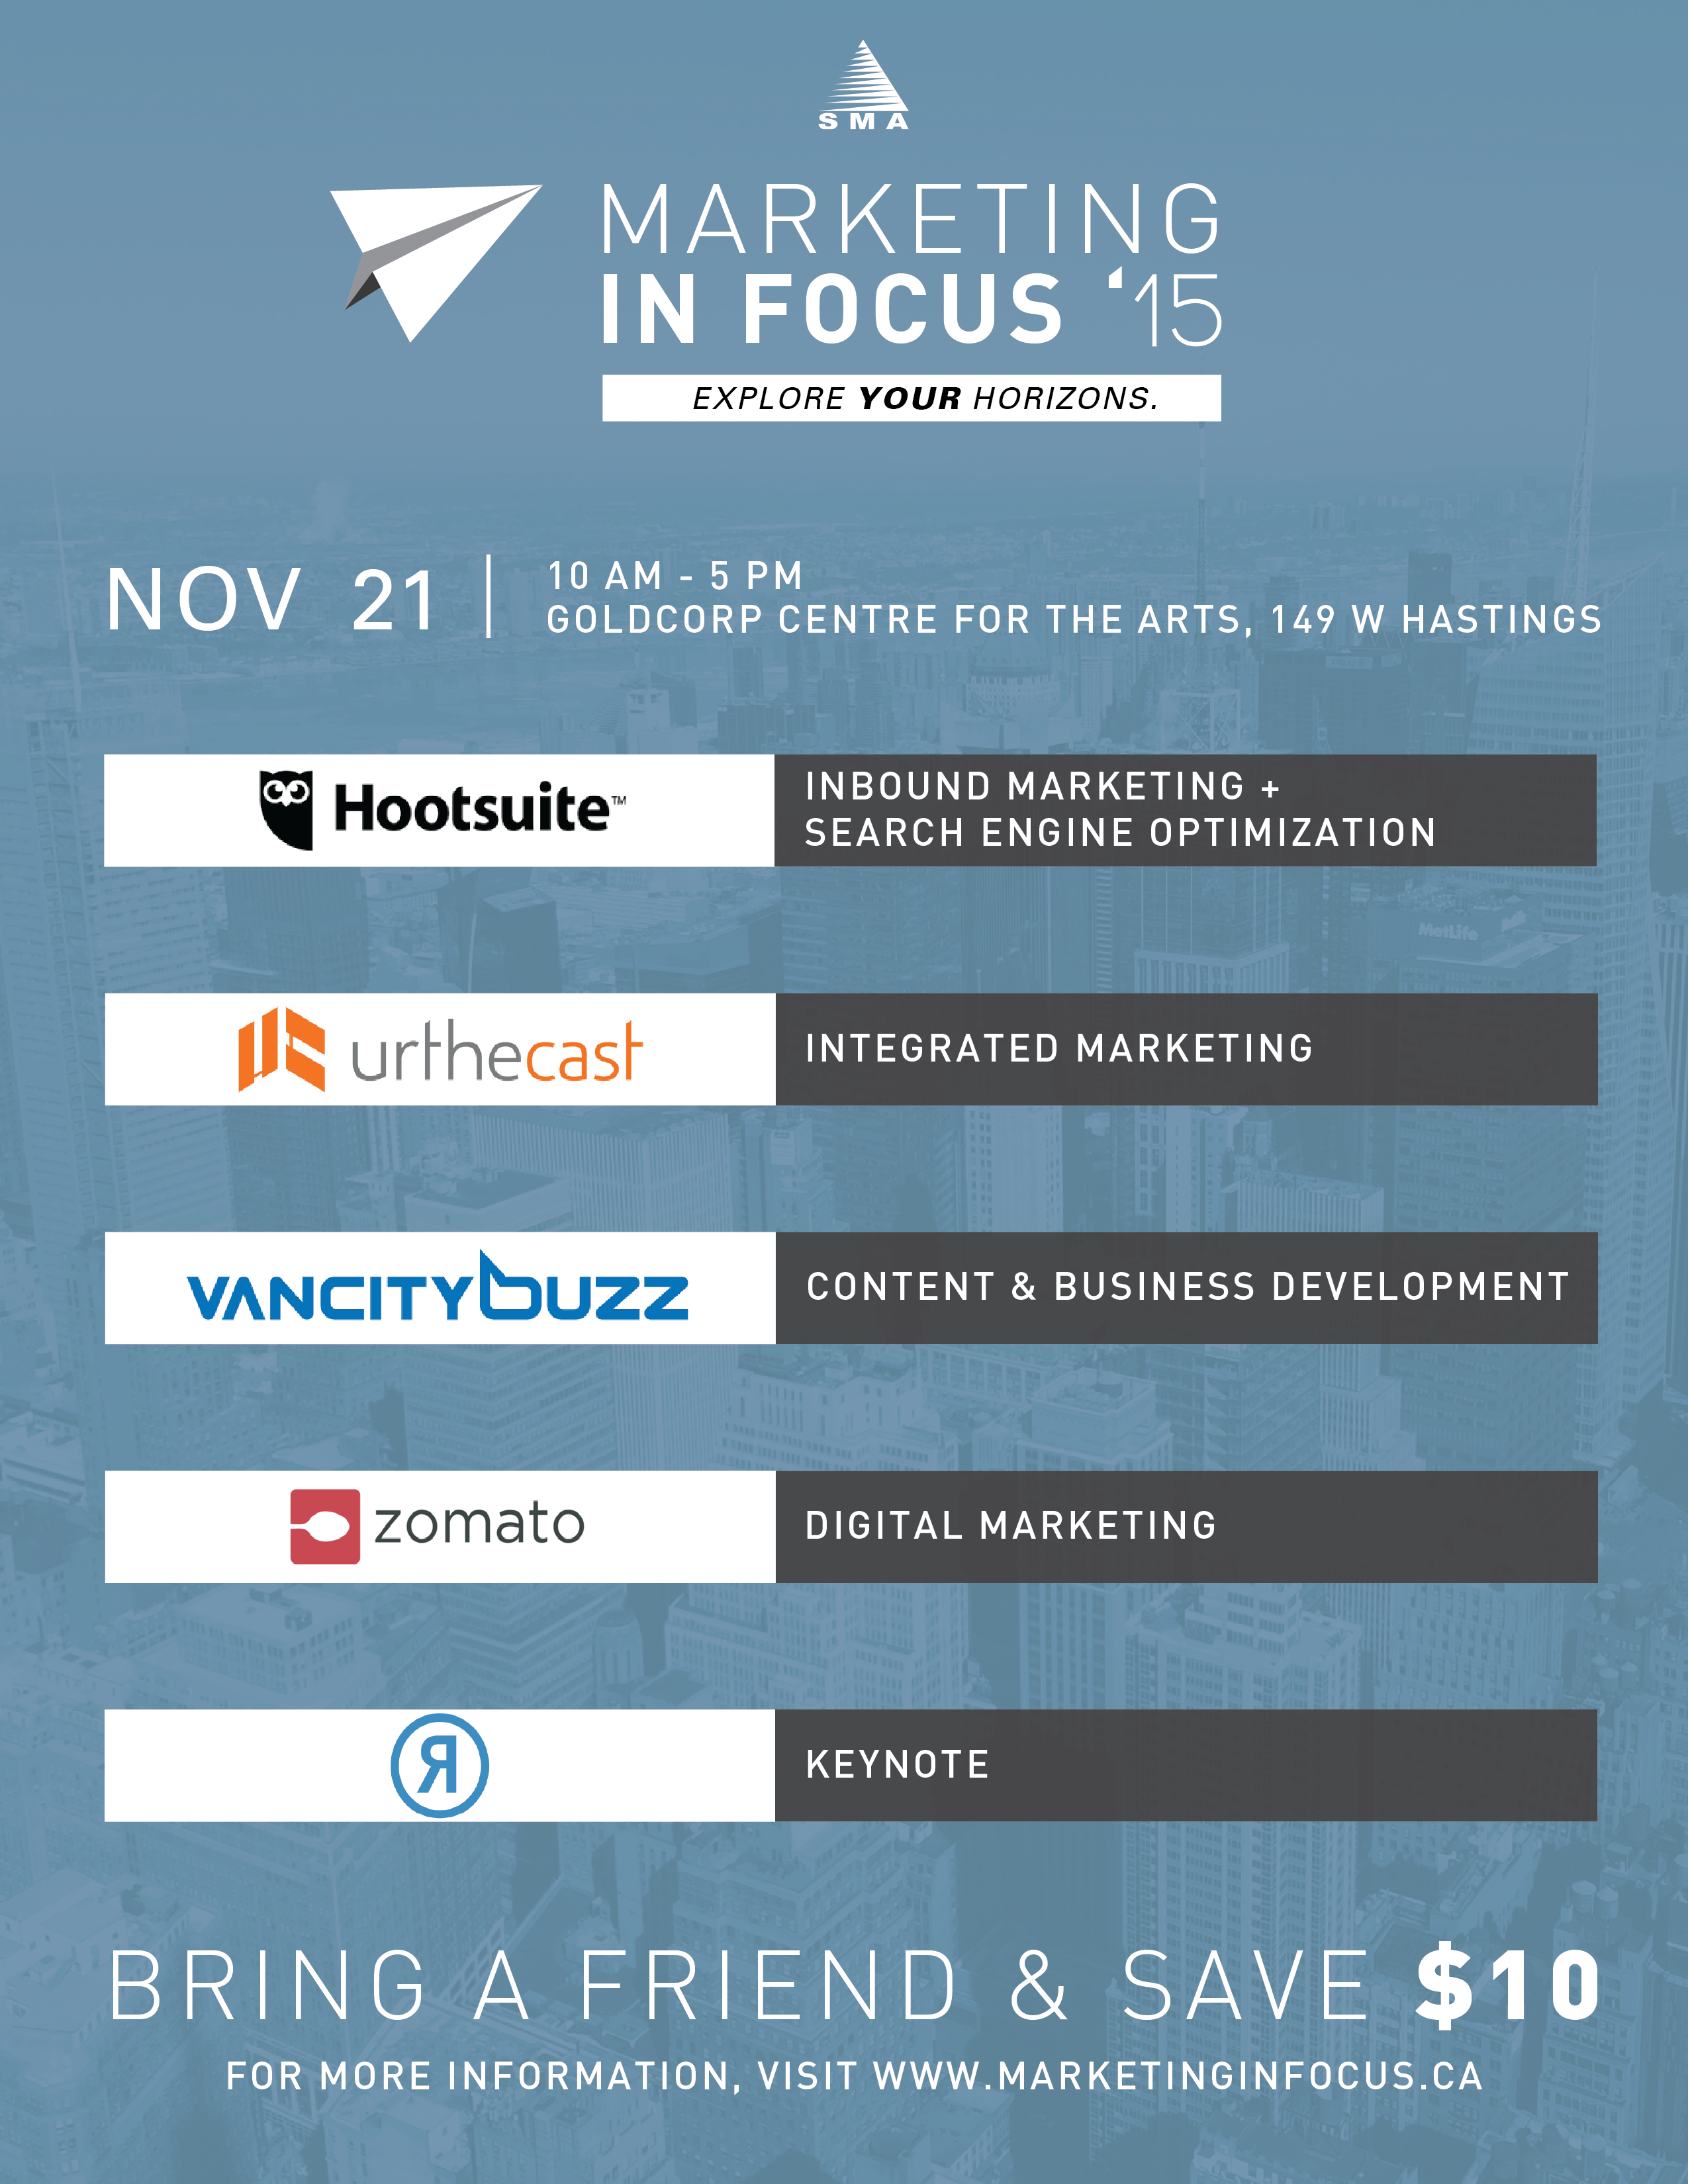 SMA
MARKETING
IN FOCUS '15
EXPLORE YOUR HORIZONS.
NOV 21
10 AM - 5 PM
GOLDCORP CENTRE FOR THE ARTS, 149 W HASTINGS
Hootsuite™
INBOUND MARKETING +
SEARCH ENGINE OPTIMIZATION
MetLife
urthecast
INTEGRATED MARKETING
VANCITYBUZZ
CONTENT & BUSINESS DEVELOPMENT
zomato
DIGITAL MARKETING
Я
KEYNOTE
BRING A FRIEND & SAVE $10
FOR MORE INFORMATION, VISIT WWW.MARKETINGINFOCUS.CA